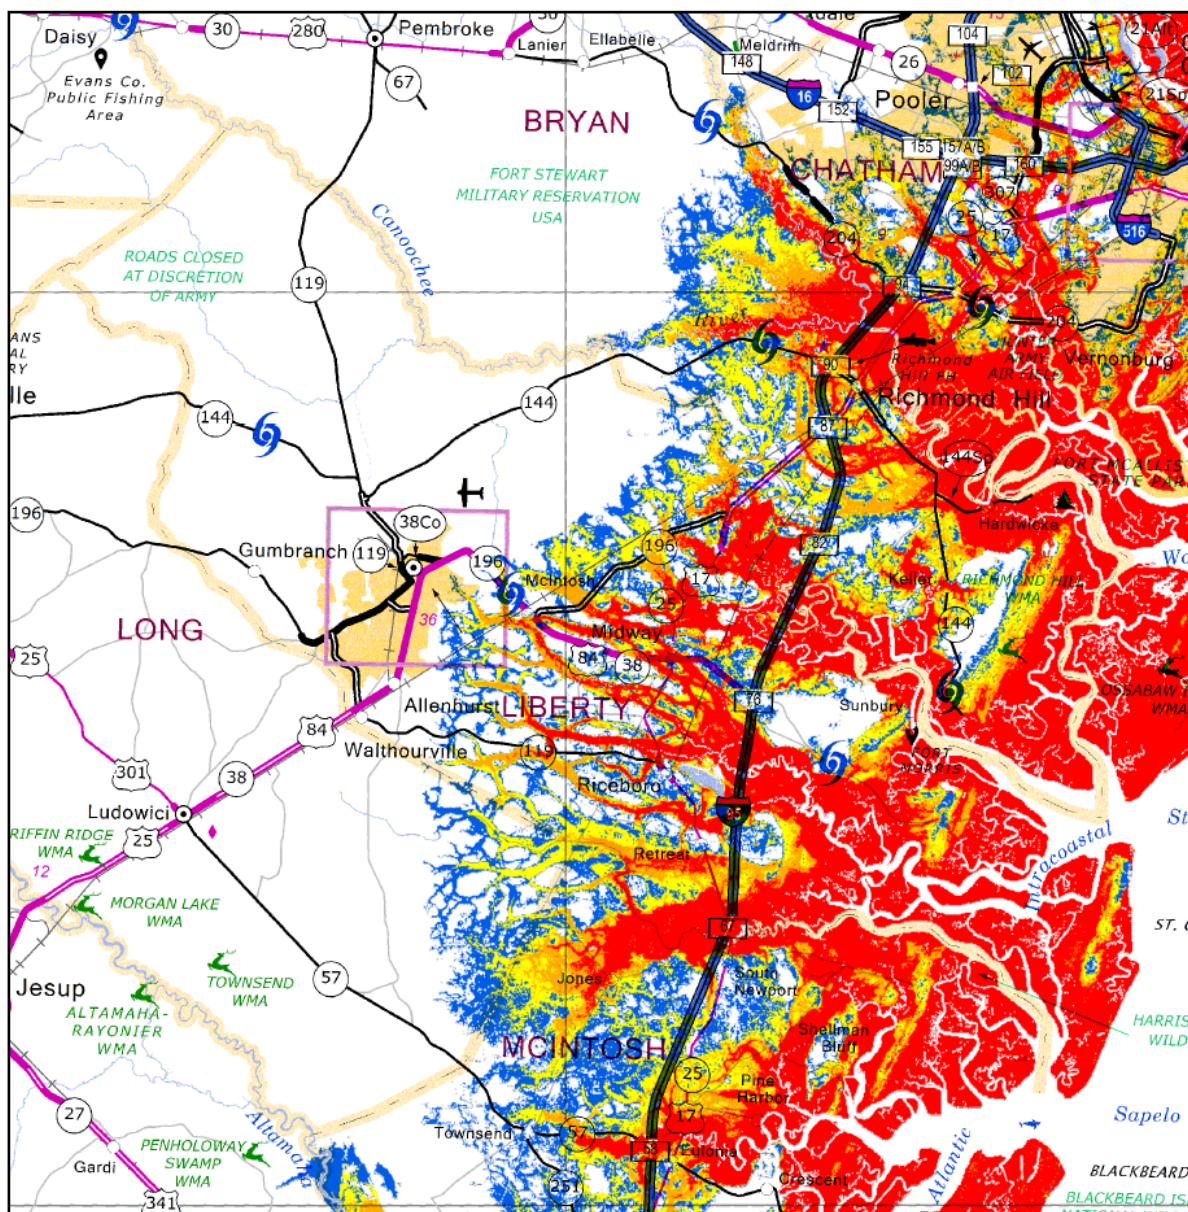 Daisy
30
280
Pembroke
30
Lanier
Ellabelle
Meldrim
148
104
26
102
21Alt
21Sp
Evans Co.
Public Fishing
Area
67
16
152
Pooler
BRYAN
155
157A/B
99A/B
160
CHATHAM
307
FORT STEWART
MILITARY RESERVATION
USA
25
17
516
204
Canoochee
ROADS CLOSED
AT DISCRETION
OF ARMY
119
94
River
204
HUNTER
ARMY
AIR FIELD
Vernonburg
90
Richmond
Hill FH
Richmond Hill
144
144
87
144Sp
FORT MCALLIST
STATE PAR
Hardwicke
196
38Co
Gumbranch
119
196
McIntosh
196
82
17
25
Keller
RICHMOND HILL
WMA
144
LONG
36
Midway
84
38
25
76
Sunbury
OSSABAW
WMA
Allenhurst
LIBERTY
84
Walthourville
119
FORT
MORRIS
301
38
Riceboro
95
Ludowici
25
RIFFIN RIDGE
WMA
12
Retreat
Intracoastal
St
MORGAN LAKE
WMA
67
ST.
57
Jones
South
Newport
TOWNSEND
WMA
Jesup
ALTAMAHA-
RAYONIER
WMA
Shellman
Bluff
HARRIS
WILD
MCINTOSH
25
Pine
Harbor
27
17
Altamaha
Sapelo
Townsend
57
58
Eulonia
PENHOLOWAY
SWAMP
WMA
Gardi
251
Crescent
Atlantic
BLACKBEARD
341
BLACKBEARD IS